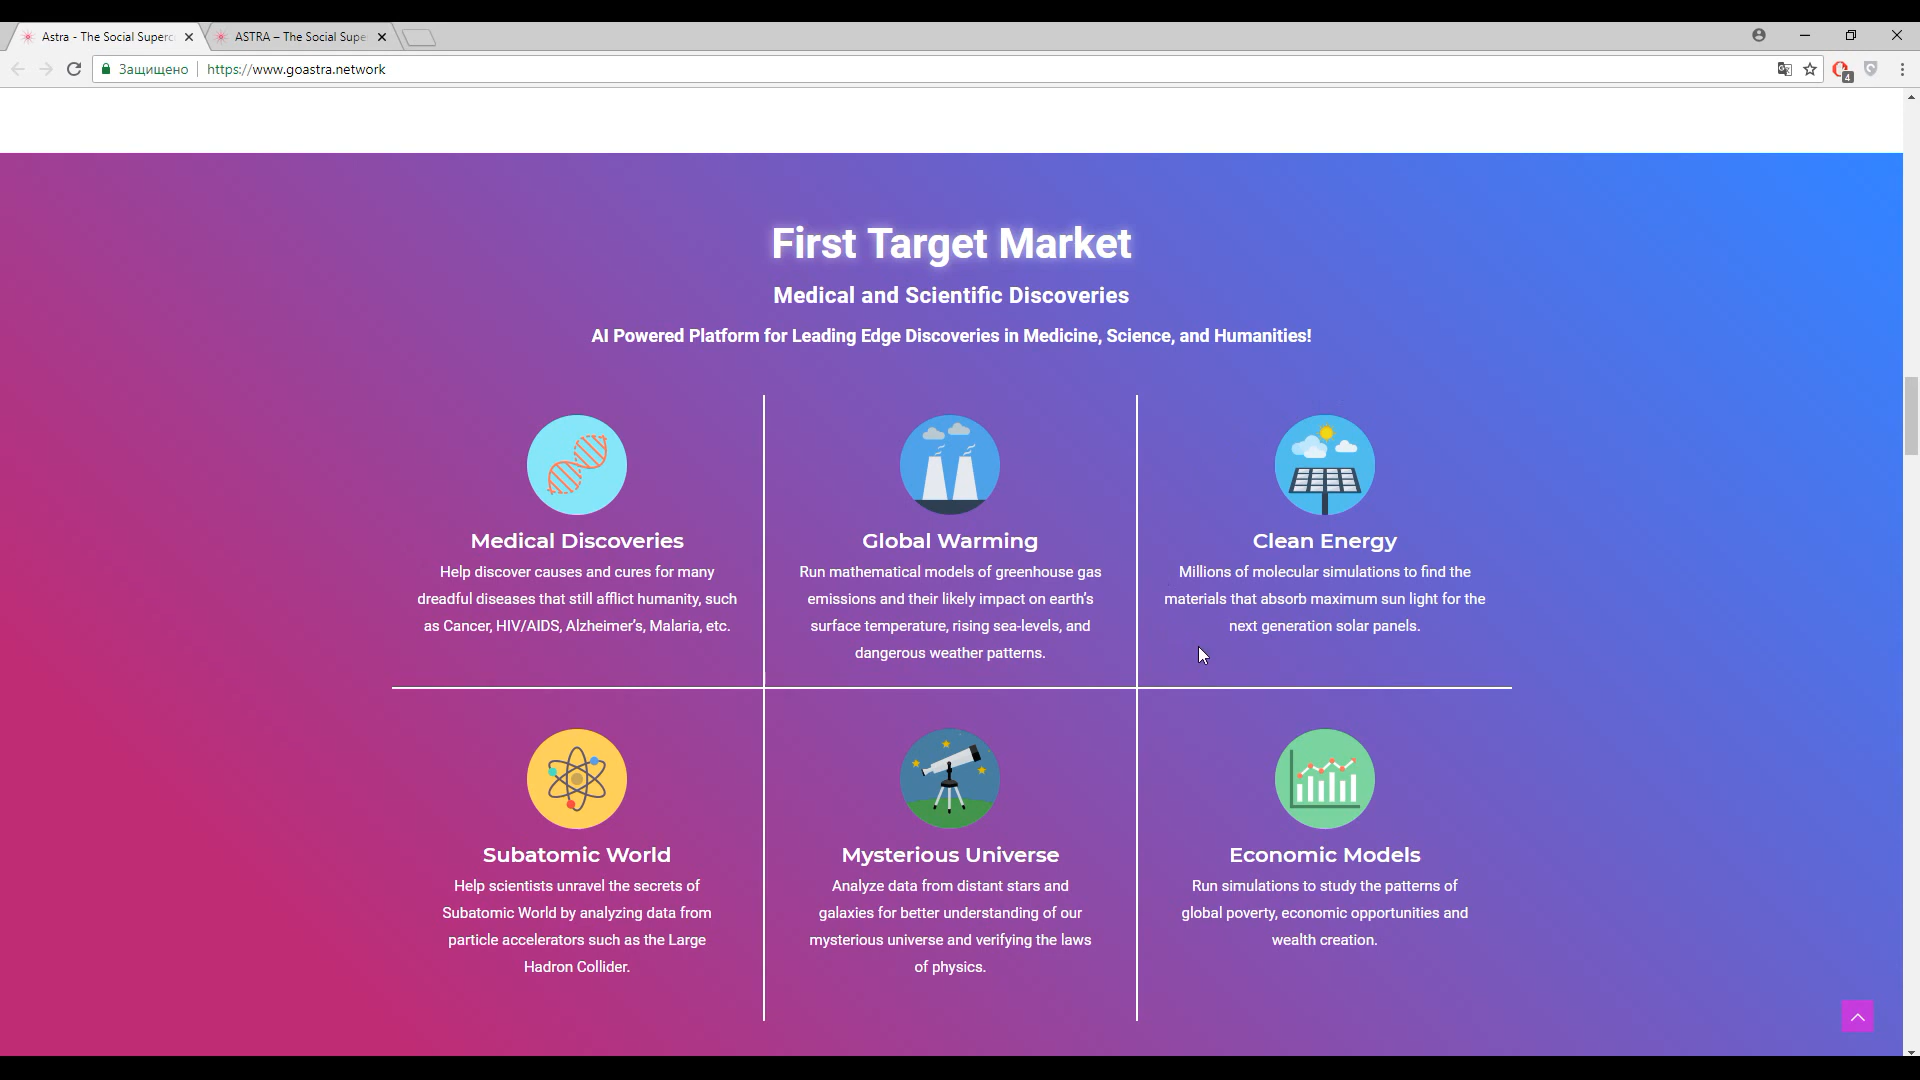 Astra - The Social Superc
ASTRA – The Social Supe
Защищено
https://www.goastra.network
4
First Target Market
Medical and Scientific Discoveries
AI Powered Platform for Leading Edge Discoveries in Medicine, Science, and Humanities!
Medical Discoveries
Help discover causes and cures for many
dreadful diseases that still afflict humanity, such
as Cancer, HIV/AIDS, Alzheimer’s, Malaria, etc.
Global Warming
Run mathematical models of greenhouse gas
emissions and their likely impact on earth’s
surface temperature, rising sea-levels, and
dangerous weather patterns.
Clean Energy
Millions of molecular simulations to find the
materials that absorb maximum sun light for the
next generation solar panels.
Subatomic World
Help scientists unravel the secrets of
Subatomic World by analyzing data from
particle accelerators such as the Large
Hadron Collider.
Mysterious Universe
Analyze data from distant stars and
galaxies for better understanding of our
mysterious universe and verifying the laws
of physics.
Economic Models
Run simulations to study the patterns of
global poverty, economic opportunities and
wealth creation.